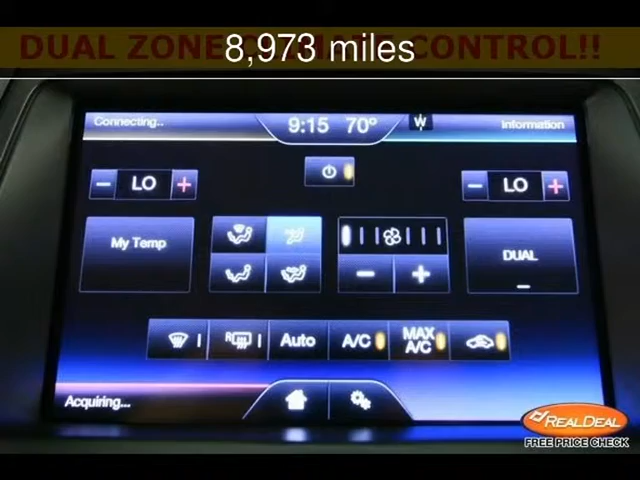 DUAL ZONE CLIMATE CONTROL!!
8,973 miles
Connecting..
9:15 70°
W
Information
LO
LO
My Temp
DUAL
R
Auto
A/C
MAX A/C
Acquiring...
REALDEAL
FREE PRICE CHECK